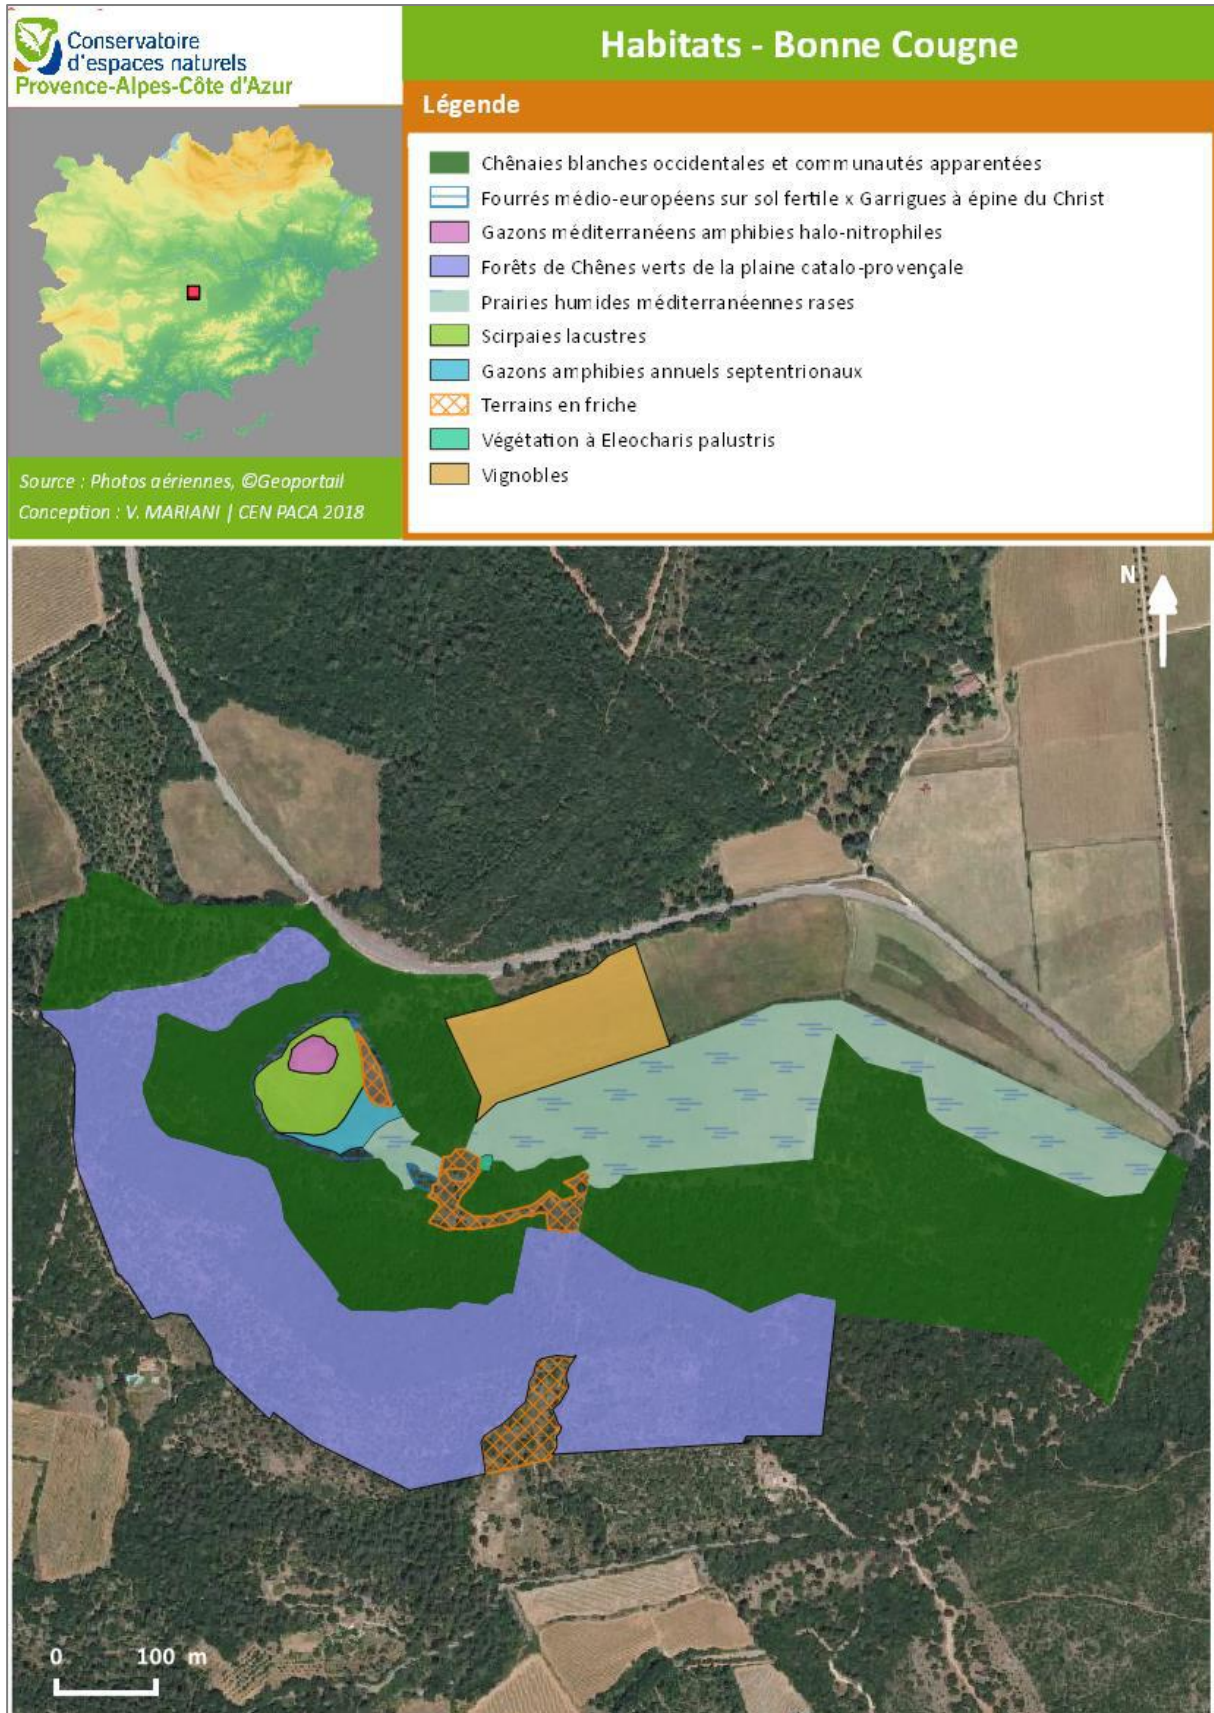 Conservatoire
d'espaces naturels
Provence-Alpes-Côte d'Azur
Habitats - Bonne Cougne
Légende
Chênaies blanches occidentales et communautés apparentées
Fourrés médio-européens sur sol fertile x Garrigues à épine du Christ
Gazons méditerranéens amphibies halo-nitrophiles
Forêts de Chênes verts de la plaine catalo-provençale
Prairies humides méditerranéennes rases
Scirpaies lacustres
Gazons amphibies annuels septentrionaux
Terrains en friche
Végétation à Eleocharis palustris
Vignobles
Source : Photos aériennes, ©Geoportail
Conception : V. MARIANI | CEN PACA 2018
N
0 100 m